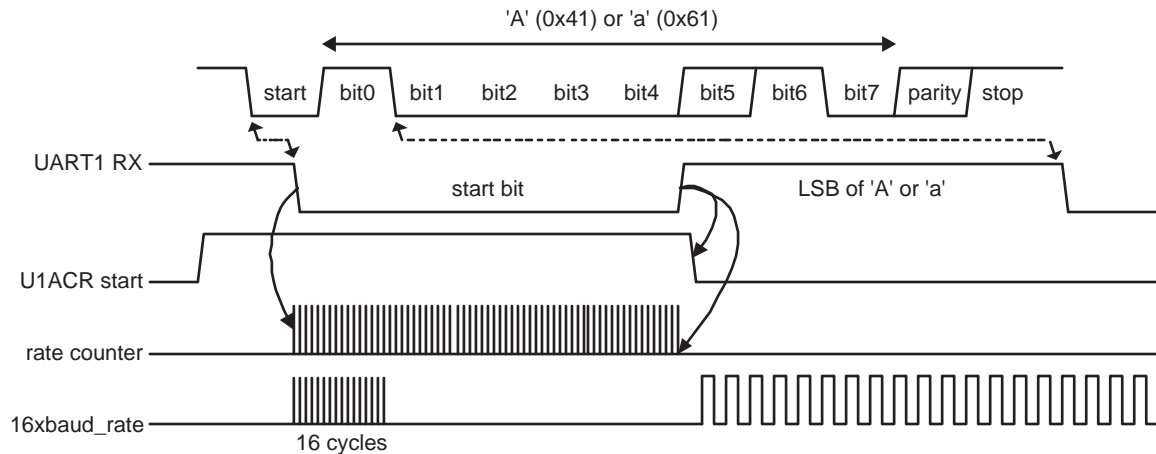 'A' (0x41) or 'a' (0x61)
start bit0 bit1 bit2 bit3 bit4 bit5 bit6 bit7 parity stop
UART1 RX
start bit LSB of 'A' or 'a'
U1ACR start
rate counter
16xbaud_rate
16 cycles